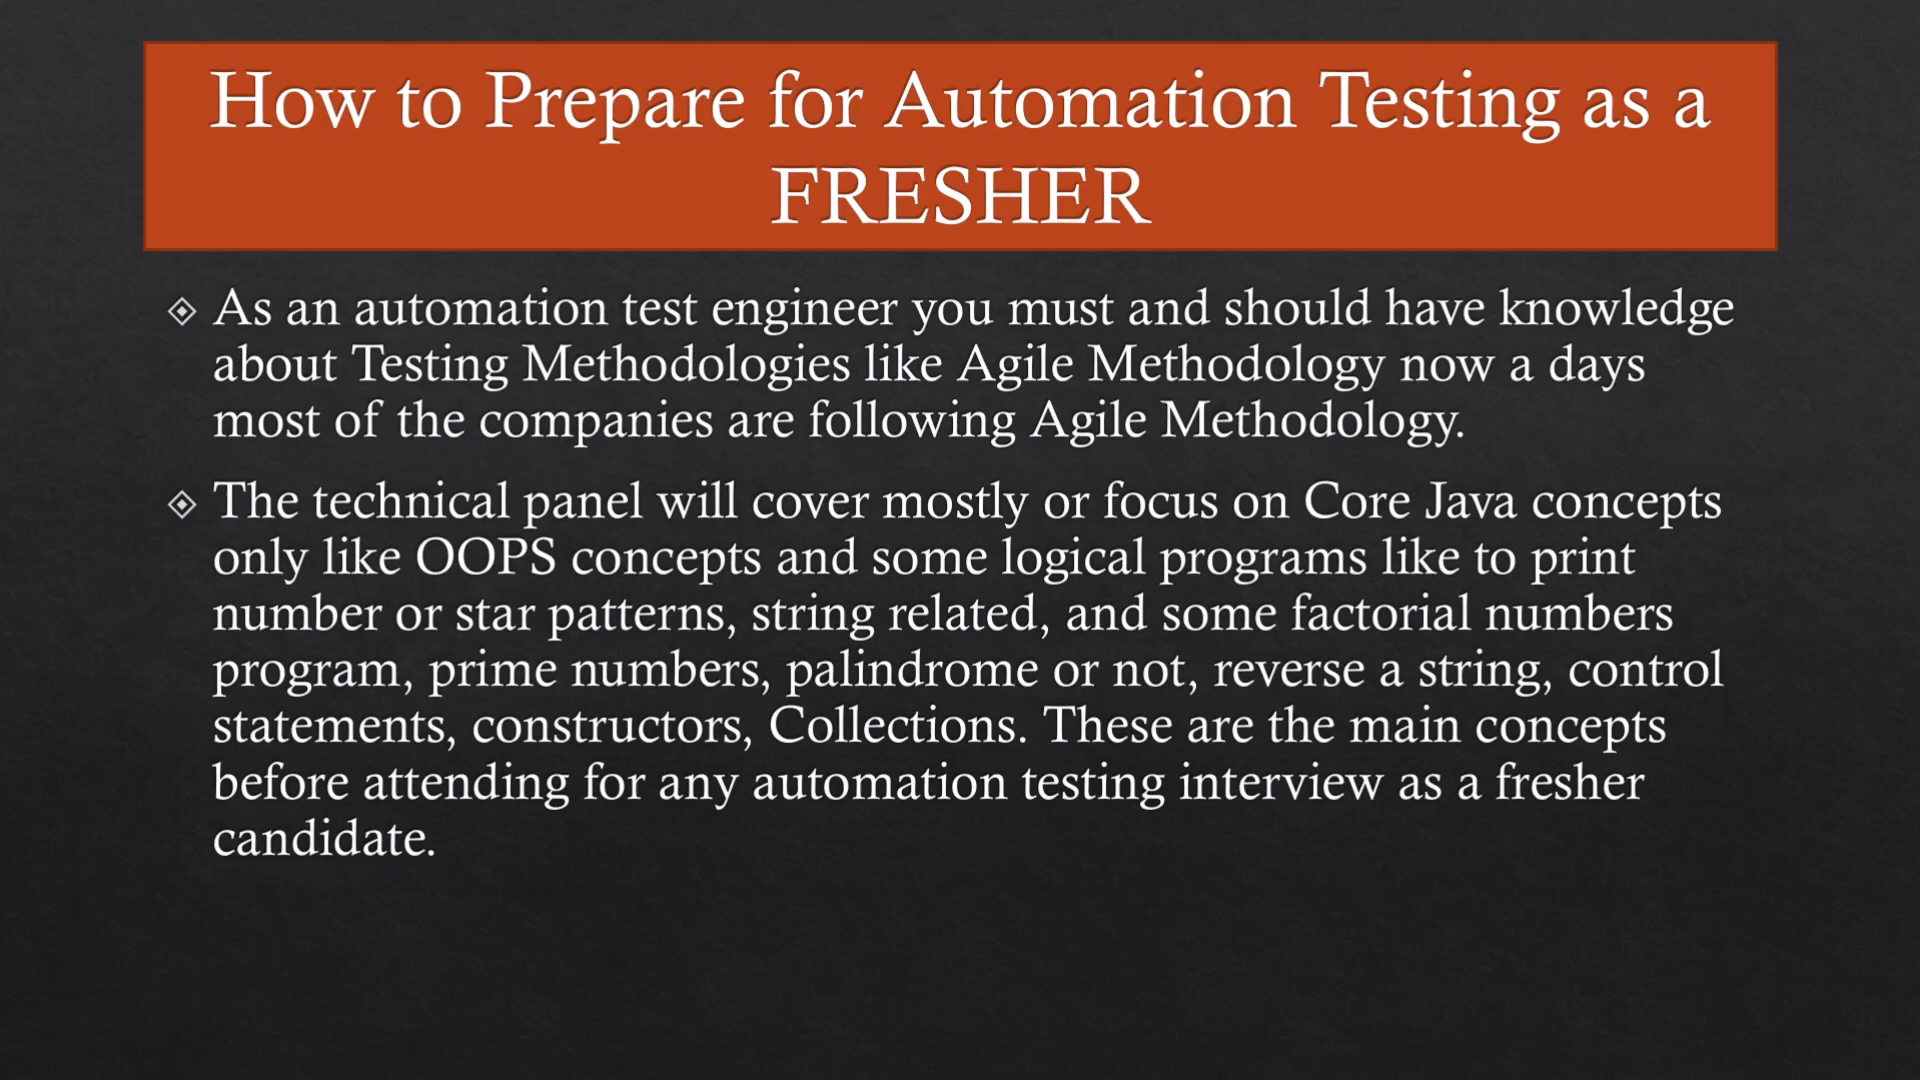 How to Prepare for Automation Testing as a
FRESHER
As an automation test engineer you must and should have knowledge
about Testing Methodologies like Agile Methodology now a days
most of the companies are following Agile Methodology.
The technical panel will cover mostly or focus on Core Java concepts
only like OOPS concepts and some logical programs like to print
number or star patterns, string related, and some factorial numbers
program, prime numbers, palindrome or not, reverse a string, control
statements, constructors, Collections. These are the main concepts
before attending for any automation testing interview as a fresher
candidate.